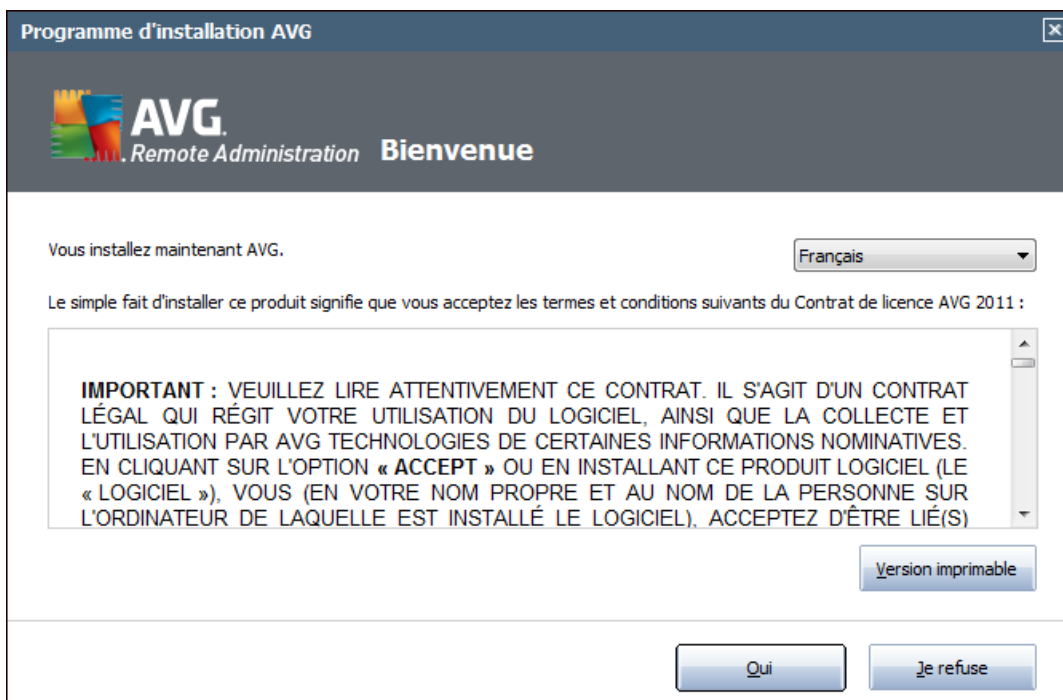 Programme d'installation AVG
AVG.
Remote Administration Bienvenue
Vous installez maintenant AVG.
Français
Le simple fait d'installer ce produit signifie que vous acceptez les termes et conditions suivants du Contrat de licence AVG 2011 :
IMPORTANT : VEUILLEZ LIRE ATTENTIVEMENT CE CONTRAT. IL S'AGIT D'UN CONTRAT
LÉGAL QUI RÉGIT VOTRE UTILISATION DU LOGICIEL, AINSI QUE LA COLLECTE ET
L'UTILISATION PAR AVG TECHNOLOGIES DE CERTAINES INFORMATIONS NOMINATIVES.
EN CLIQUANT SUR L'OPTION « ACCEPT » OU EN INSTALLANT CE PRODUIT LOGICIEL (LE
« LOGICIEL »), VOUS (EN VOTRE NOM PROPRE ET AU NOM DE LA PERSONNE SUR
L'ORDINATEUR DE LAQUELLE EST INSTALLÉ LE LOGICIEL), ACCEPTEZ D'ÊTRE LIÉ(S)
Version imprimable
Oui
Je refuse